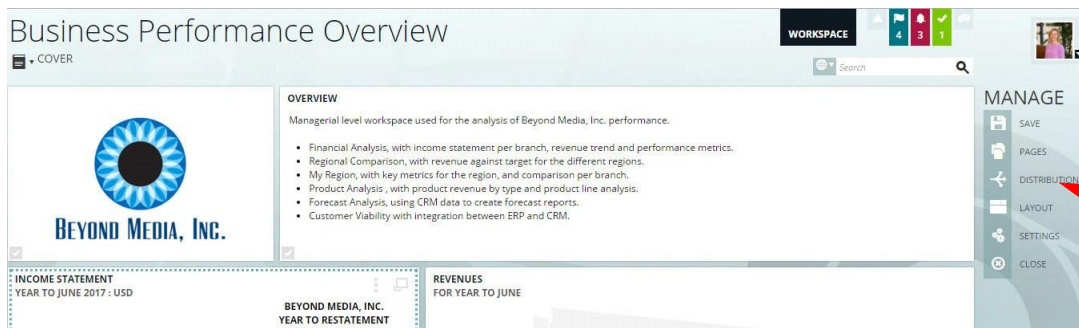 Business Performance Overview
WORKSPACE
4 3 1
COVER
Search
OVERVIEW
Managerial level workspace used for the analysis of Beyond Media, Inc. performance.
• Financial Analysis, with income statement per branch, revenue trend and performance metrics.
• Regional Comparison, with revenue against target for the different regions.
• My Region, with key metrics for the region, and comparison per branch.
• Product Analysis , with product revenue by type and product line analysis.
• Forecast Analysis, using CRM data to create forecast reports.
• Customer Viability with integration between ERP and CRM.
BEYOND MEDIA, INC.
MANAGE
SAVE
PAGES
DISTRIBUTION
LAYOUT
SETTINGS
CLOSE
INCOME STATEMENT
YEAR TO JUNE 2017 : USD
BEYOND MEDIA, INC.
YEAR TO RESTATEMENT
REVENUES
FOR YEAR TO JUNE